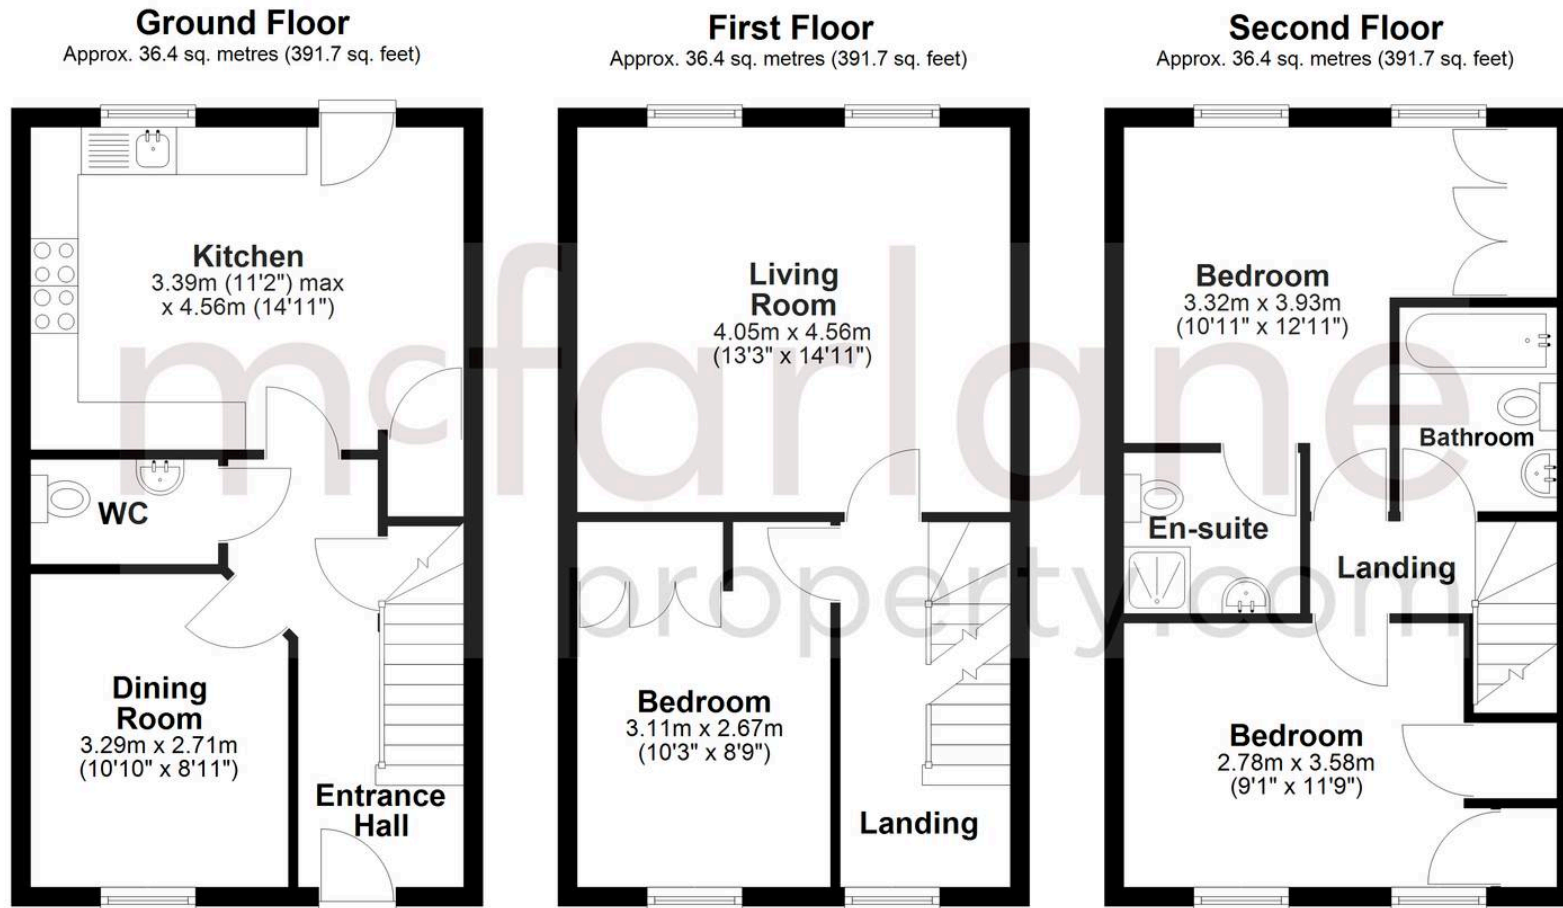 Ground Floor
Approx. 36.4 sq. metres (391.7 sq. feet)
Kitchen
3.39m (11'2") max
x 4.56m (14'11")
WC
Dining
Room
3.29m x 2.71m
(10'10" x 8'11")
Entrance
Hall
First Floor
Approx. 36.4 sq. metres (391.7 sq. feet)
Living
Room
4.05m x 4.56m
(13'3" x 14'11")
Bedroom
3.11m x 2.67m
(10'3" x 8'9")
Landing
Second Floor
Approx. 36.4 sq. metres (391.7 sq. feet)
Bedroom
3.32m x 3.93m
(10'11" x 12'11")
Bathroom
En-suite
Landing
Bedroom
2.78m x 3.58m
(9'1" x 11'9")
mcfarlane
property.com